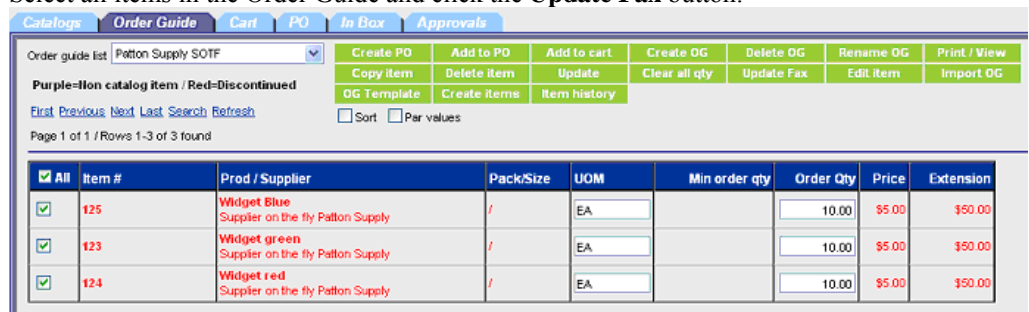 Select all items in the Order Guide and click the Update Fax button.
Catalogs Order Guide Cart PO In Box Approvals
Order guide list Patton Supply SOTF
Create PO Add to PO Add to cart Create OG Delete OG Rename OG Print / View
Copy item Delete item Update Clear all qty Update Fax Edit item Import OG
OG Template Create items Item history
Purple=Non catalog item / Red=Discontinued
First Previous Next Last Search Refresh
Sort Par values
Page 1 of 1 / Rows 1-3 of 3 found
All Item # Prod / Supplier Pack/Size UOM Min order qty Order Qty Price Extension
125 Widget Blue / EA 10.00 $5.00 $50.00
Supplier on the fly Patton Supply
123 Widget green / EA 10.00 $5.00 $50.00
Supplier on the fly Patton Supply
124 Widget red / EA 10.00 $5.00 $50.00
Supplier on the fly Patton Supply